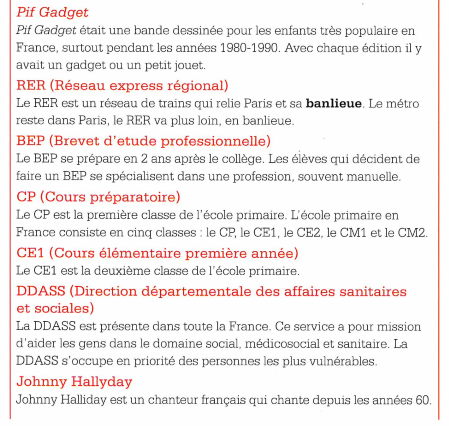 Pif Gadget
Pif Gadget était une bande dessinée pour les enfants très populaire en
France, surtout pendant les années 1980-1990. Avec chaque édition il y
avait un gadget ou un petit jouet.
RER (Réseau express régional)
Le RER est un réseau de trains qui relie Paris et sa banlieue. Le métro
reste dans Paris, le RER va plus loin, en banlieue.
BEP (Brevet d'etude professionnelle)
Le BEP se prépare en 2 ans après le collège. Les élèves qui décident de
faire un BEP se spécialisent dans une profession, souvent manuelle.
CP (Cours préparatoire)
Le CP est la première classe de l'école primaire. L'école primaire en
France consiste en cinq classes : le CP, le CE1, le CE2, le CM1 et le CM2.
CE1 (Cours élémentaire première année)
Le CE1 est la deuxième classe de l'école primaire.
DDASS (Direction départementale des affaires sanitaires
et sociales)
La DDASS est présente dans toute la France. Ce service a pour mission
d'aider les gens dans le domaine social, médicosocial et sanitaire. La
DDASS s'occupe en priorité des personnes les plus vulnérables.
Johnny Hallyday
Johnny Halliday est un chanteur français qui chante depuis les années 60.